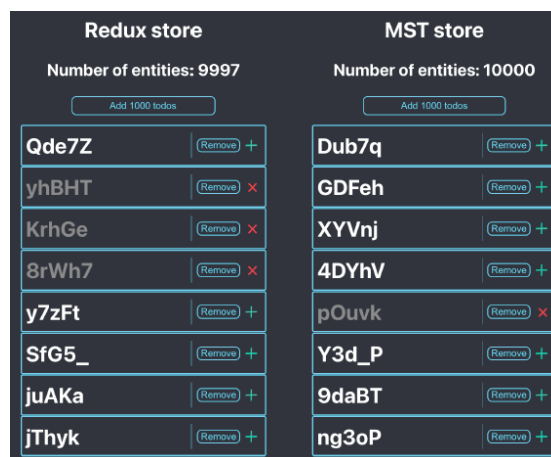 Redux store
Number of entities: 9997
Add 1000 todos
Qde7Z Remove +
yhBHT Remove ×
KrhGe Remove ×
8rWh7 Remove ×
y7zFt Remove +
SfG5_ Remove +
juAKa Remove +
jThyk Remove +
MST store
Number of entities: 10000
Add 1000 todos
Dub7q Remove +
GDFeh Remove +
XYVnj Remove +
4DYhV Remove +
pOuvk Remove ×
Y3d_P Remove +
9daBT Remove +
ng3oP Remove +